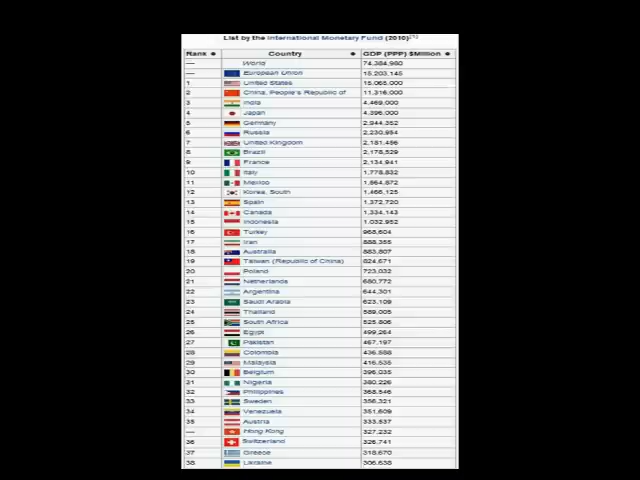 List by the International Monetary Fund (2010)
Rank Country GDP (PPP) $Million
— World 74,384,980
— European Union 15,203,145
1 United States 15,065,000
2 China, People's Republic of 11,316,000
3 India 4,469,000
4 Japan 4,396,000
5 Germany 2,944,352
6 Russia 2,230,954
7 United Kingdom 2,181,486
8 Brazil 2,178,529
9 France 2,134,941
10 Italy 1,778,832
11 Mexico 1,564,872
12 Korea, South 1,466,125
13 Spain 1,372,720
14 Canada 1,334,143
15 Indonesia 1,032,952
16 Turkey 968,604
17 Iran 888,355
18 Australia 883,807
19 Taiwan (Republic of China) 824,671
20 Poland 723,032
21 Netherlands 680,772
22 Argentina 644,301
23 Saudi Arabia 623,109
24 Thailand 589,005
25 South Africa 525,806
26 Egypt 499,264
27 Pakistan 467,197
28 Colombia 436,588
29 Malaysia 416,535
30 Belgium 396,035
31 Nigeria 380,226
32 Philippines 368,546
33 Sweden 356,321
34 Venezuela 351,609
35 Austria 333,537
— Hong Kong 327,232
36 Switzerland 326,741
37 Greece 318,670
38 Ukraine 306,638